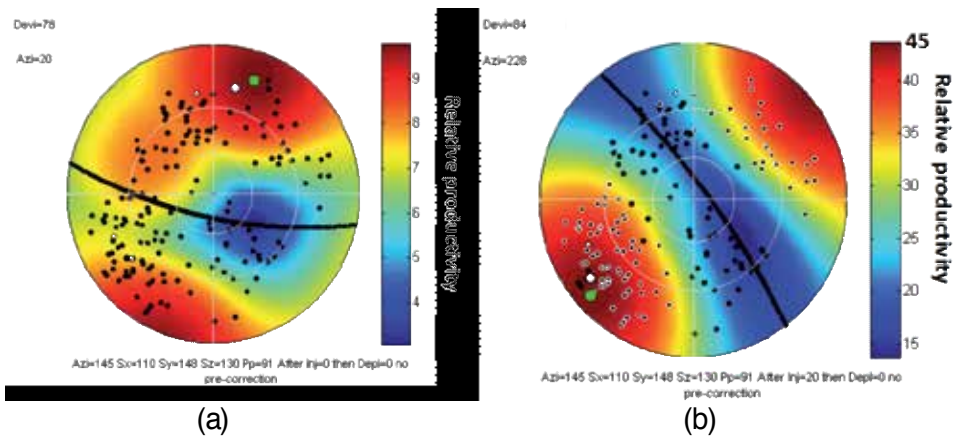 Devi=78
Azi=20
9
8
7
6
5
4
Relative productivity
Azi=145 Sx=110 Sy=148 Sz=130 Pp=91 After Inj=0 then Depl=0 no
pre-correction
(a)
Devi=84
Azi=228
45
40
35
30
25
20
15
Relative productivity
Azi=145 Sx=110 Sy=148 Sz=130 Pp=91 After Inj=20 then Depl=0 no
pre-correction
(b)